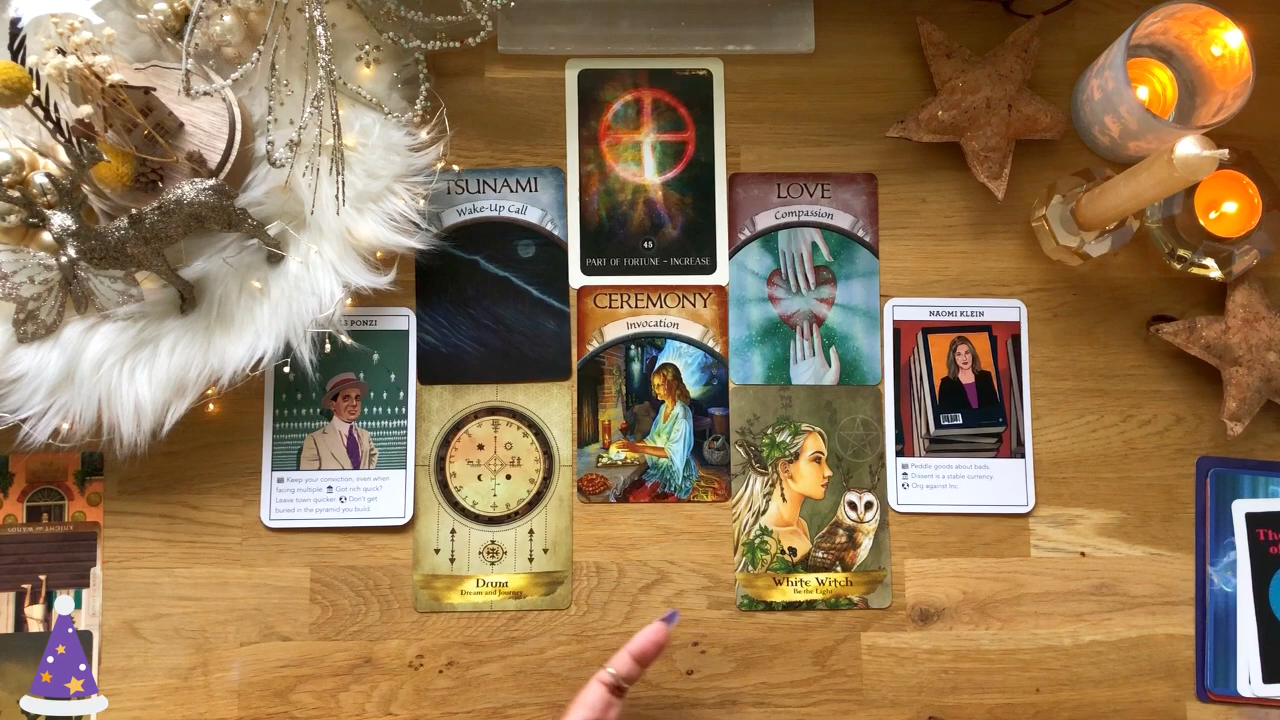 TSUNAMI
Wake-Up Call
45
PART OF FORTUNE - INCREASE
LOVE
Compassion
CEREMONY
Invocation
PONZI
Keep your conviction, even when
facing multiple. Got rich quick?
Leave town quicker. Don't get
buried in the pyramid you build.
NAOMI KLEIN
Peddle goods about bads.
Dissent is a stable currency.
Org against Inc.
Drum
Dream and Journey
White Witch
Be the Light
The